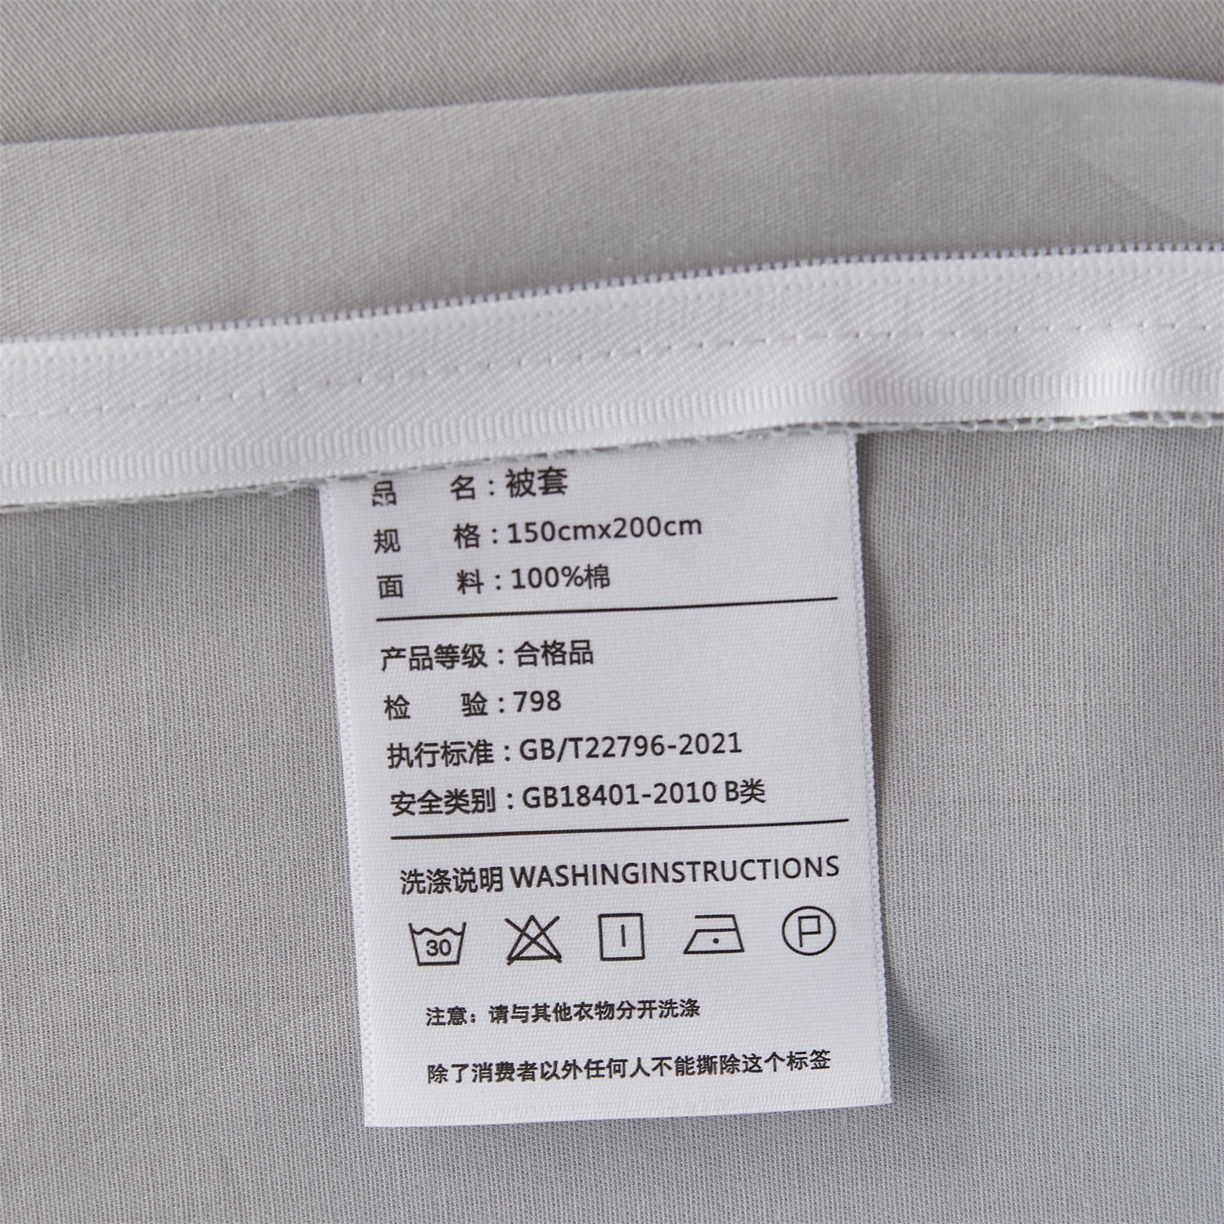 品 名：被套
规 格：150cmx200cm
面 料：100%棉
产品等级：合格品
检 验：798
执行标准：GB/T22796-2021
安全类别：GB18401-2010 B类
洗涤说明 WASHINGINSTRUCTIONS
30 P
注意：请与其他衣物分开洗涤
除了消费者以外任何人不能撕除这个标签